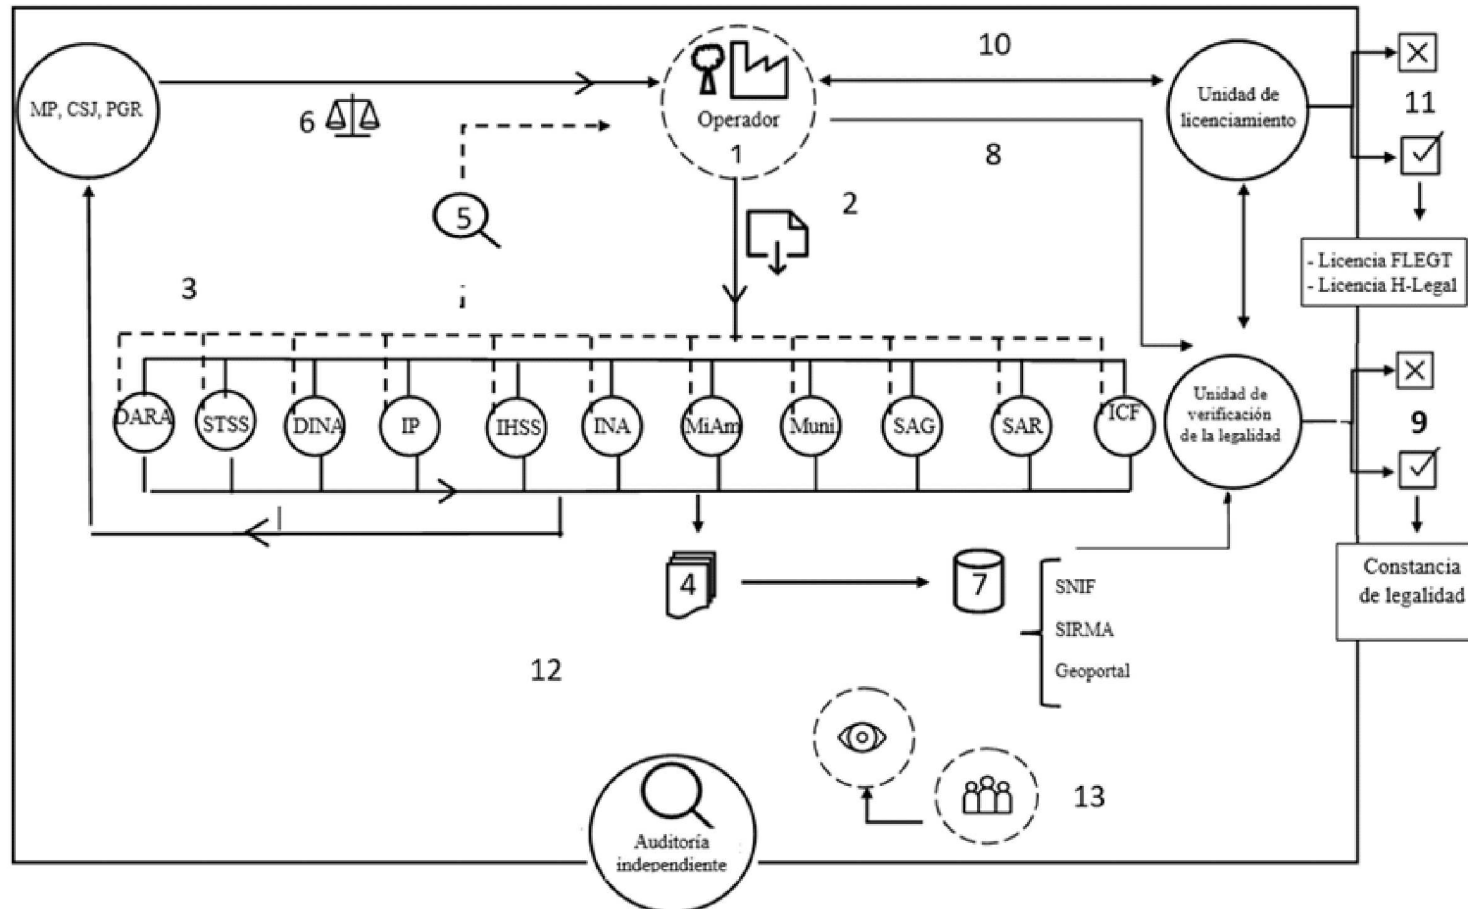 10
MP, CSJ, PGR
6
Operador
1
Unidad de
licenciamiento
11
5
8
2
3
- Licencia FLEGT
- Licencia H-Legal
DARA
STSS
DINA
IP
IHSS
INA
MiAm
Muni
SAG
SAR
ICF
Unidad de
verificación
de la legalidad
9
4
7
SNIF
SIRMA
Geoportal
Constancia
de legalidad
12
13
Auditoría
independiente